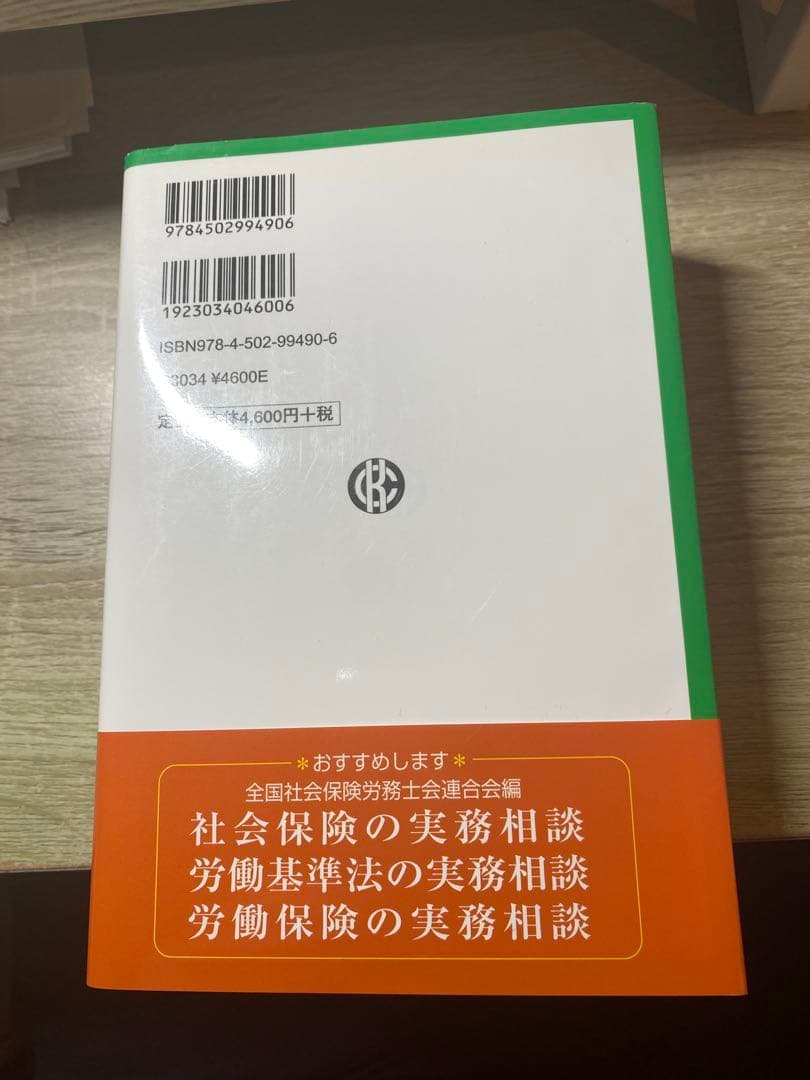 9784502994906
1923034046006
ISBN978-4-502-99490-6
3034 ¥4600E
定 体4,600円+税
*おすすめします*
全国社会保険労務士会連合会編
社会保険の実務相談
労働基準法の実務相談
労働保険の実務相談